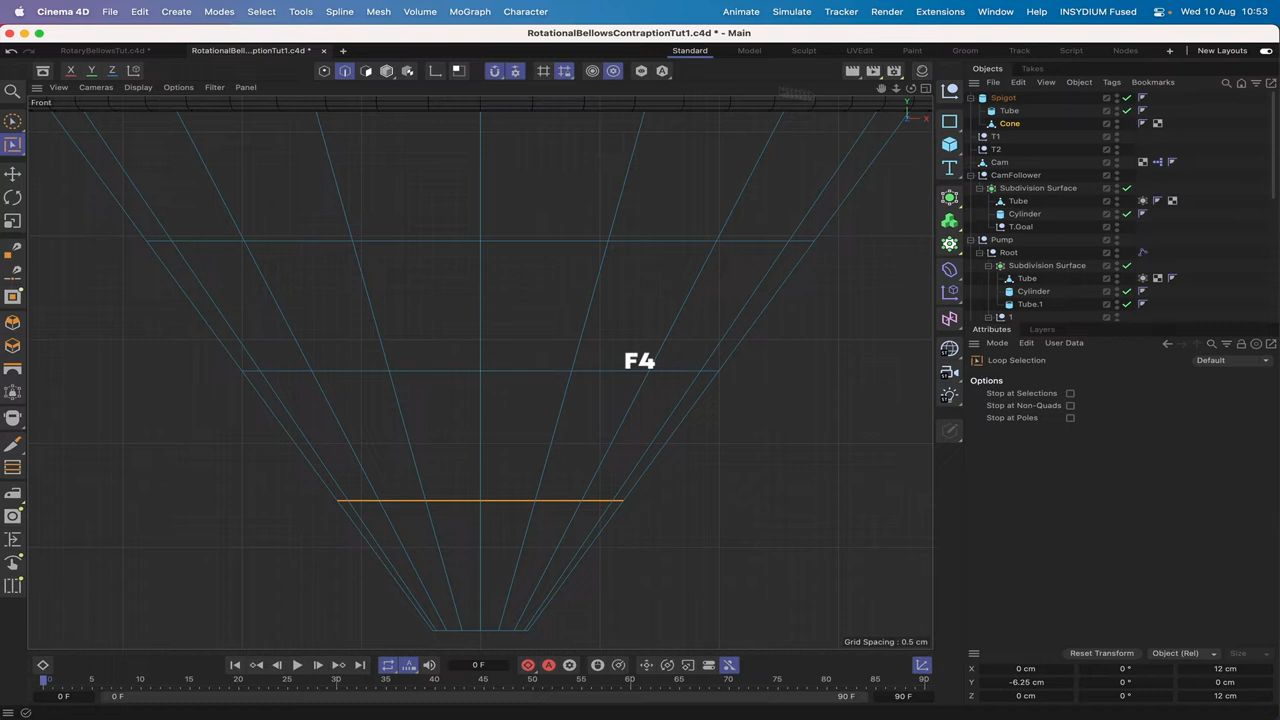 Cinema 4D File Edit Create Modes Select Tools Spline Mesh Volume MoGraph Character Animate Simulate Tracker Render Extensions Window Help INSYDIUM Fused Wed 10 Aug 10:53
RotationalBellowsContraptionTut1.c4d * - Main
RotaryBellowsTut.c4d * RotationalBell...ptionTut1.c4d * Standard Model Sculpt UVEdit Paint Groom Track Script Nodes New Layouts
X Y Z
Objects Takes
View Cameras Display Options Filter Panel
File Edit View Object Tags Bookmarks
Front
Y
X
Spigot
Tube
Cone
T1
T2
Cam
CamFollower
Subdivision Surface
Tube
Cylinder
T.Goal
Pump
Root
Subdivision Surface
Tube
Cylinder
Tube.1
1
Attributes Layers
Mode Edit User Data
Loop Selection Default
Options
Stop at Selections
Stop at Non-Quads
Stop at Poles
F4
Grid Spacing : 0.5 cm
Reset Transform Object (Rel) Size
X 0 cm 0 ° 12 cm
Y -6.25 cm 0 ° 0 cm
Z 0 cm 0 ° 12 cm
0 F
0 5 10 15 20 25 30 35 40 45 50 55 60 65 70 75 80 85 90
0 F 0 F 90 F 90 F